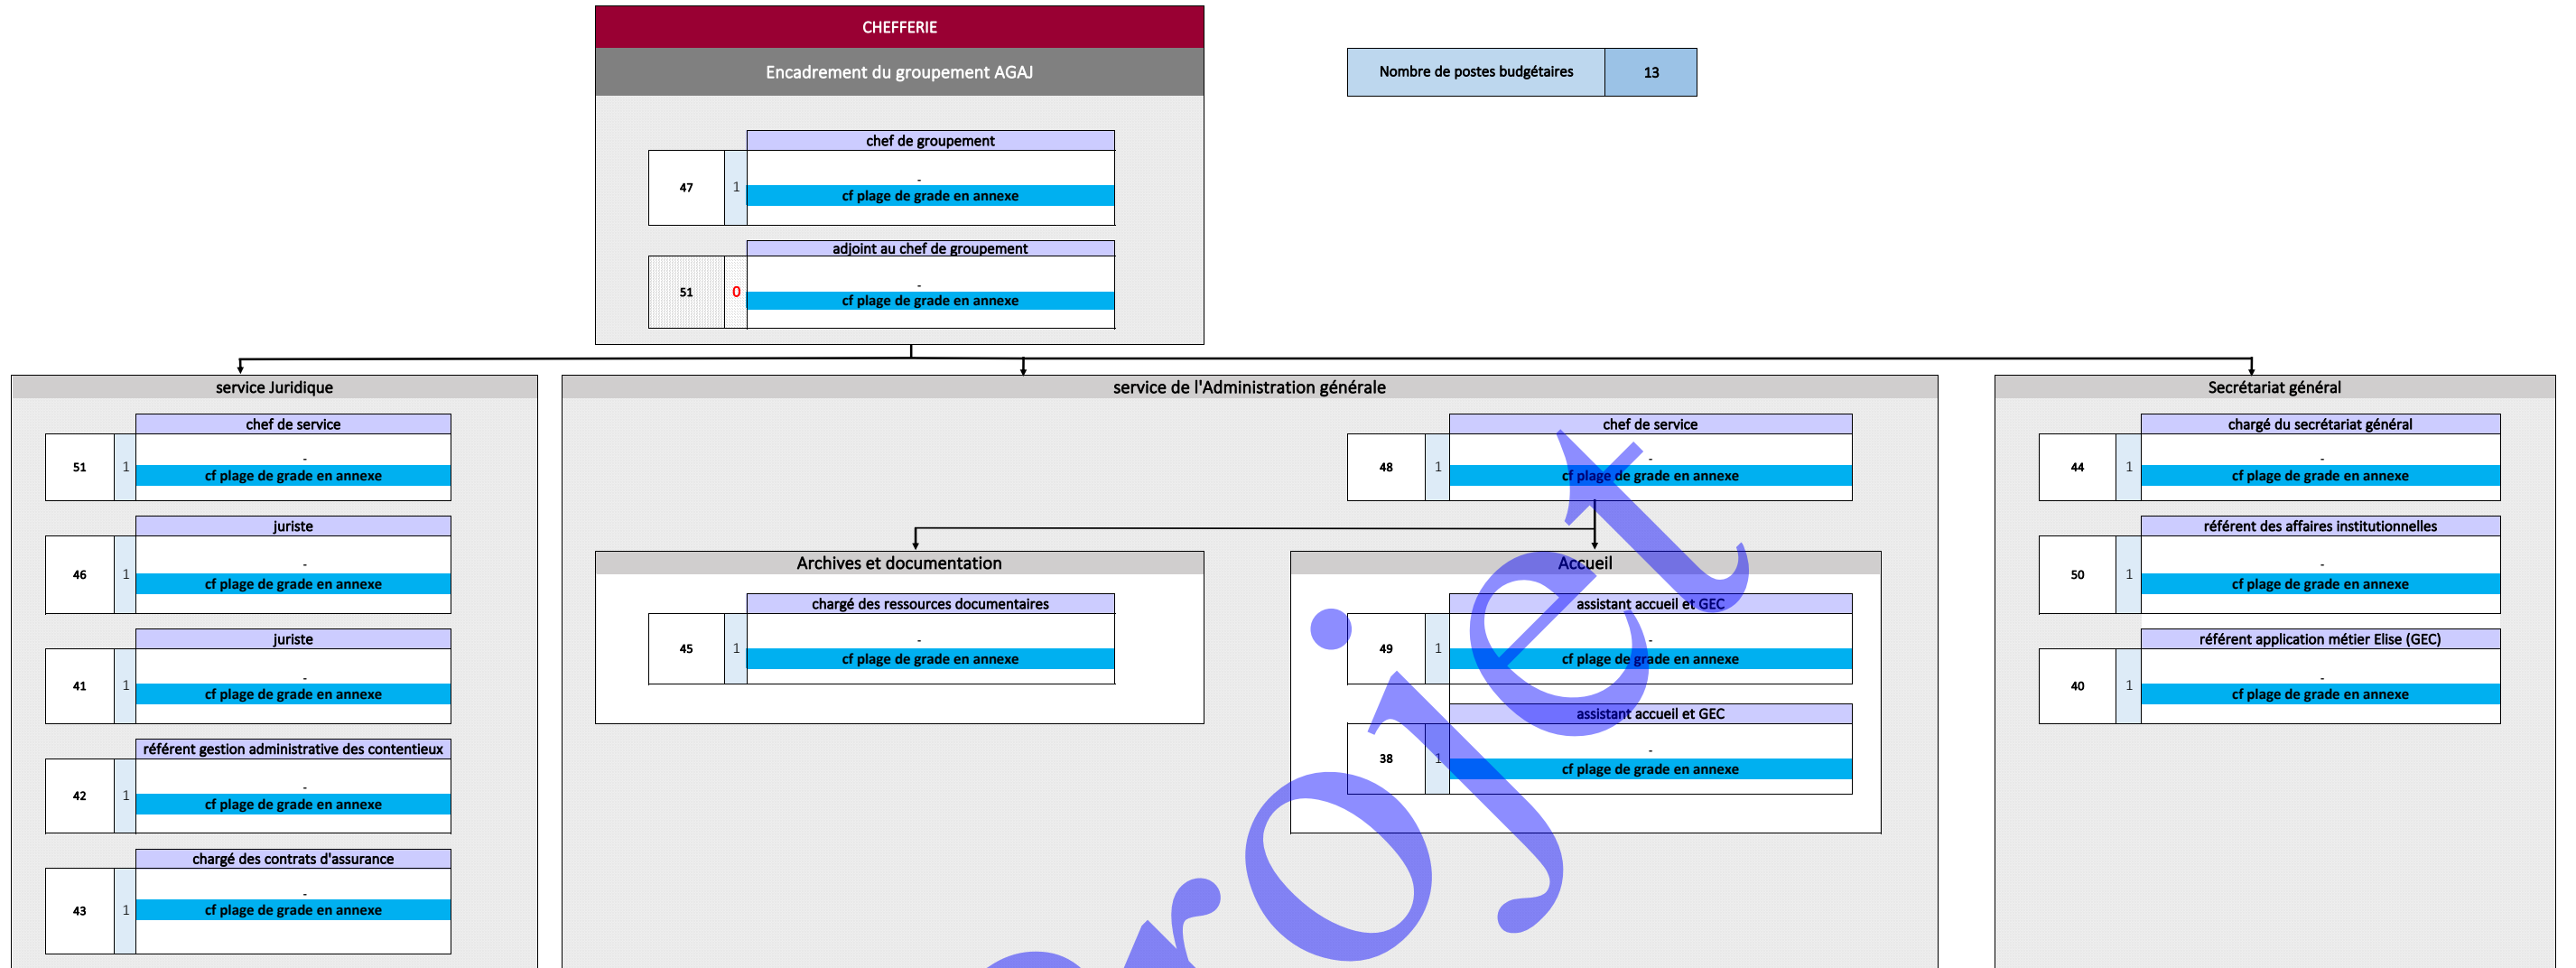 CHEFFERIE
Encadrement du groupement AGAJ
Nombre de postes budgétaires 13
chef de groupement
47 1 -
cf plage de grade en annexe
adjoint au chef de groupement
51 0 -
cf plage de grade en annexe
service Juridique
chef de service
51 1 -
cf plage de grade en annexe
juriste
46 1 -
cf plage de grade en annexe
juriste
41 1 -
cf plage de grade en annexe
référent gestion administrative des contentieux
42 1 -
cf plage de grade en annexe
chargé des contrats d'assurance
43 1 -
cf plage de grade en annexe
service de l'Administration générale
chef de service
48 1 -
cf plage de grade en annexe
Archives et documentation
chargé des ressources documentaires
45 1 -
cf plage de grade en annexe
Accueil
assistant accueil et GEC
49 1 -
cf plage de grade en annexe
assistant accueil et GEC
38 1 -
cf plage de grade en annexe
Secrétariat général
chargé du secrétariat général
44 1 -
cf plage de grade en annexe
référent des affaires institutionnelles
50 1 -
cf plage de grade en annexe
référent application métier Elise (GEC)
40 1 -
cf plage de grade en annexe
rojet